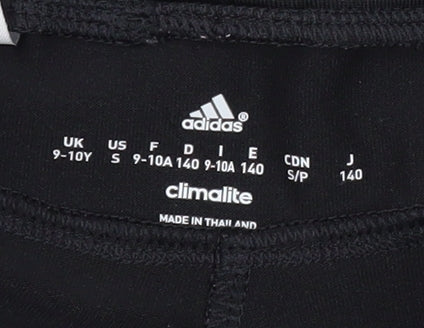 adidas®
UK US F D I E CDN J
9-10Y S 9-10A 140 9-10A 140 S/P 140
climalite
MADE IN THAILAND